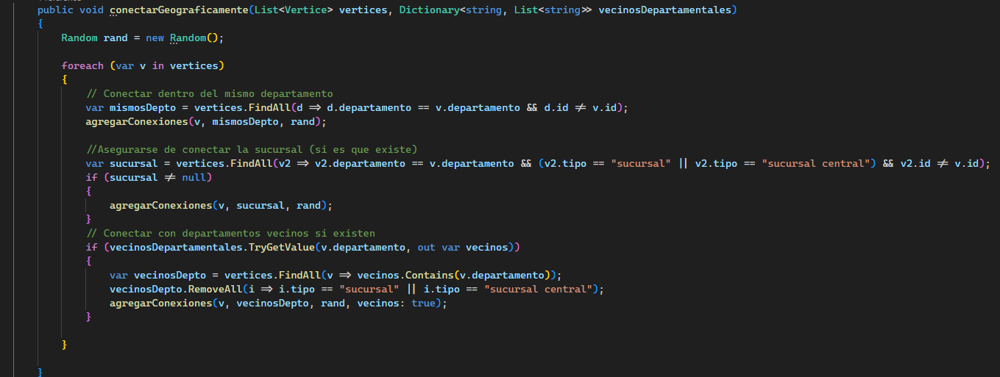 public void conectarGeograficamente(List<Vertice> vertices, Dictionary<string, List<string>> vecinosDepartamentales)
{
Random rand = new Random();
foreach (var v in vertices)
{
// Conectar dentro del mismo departamento
var mismosDepto = vertices.FindAll(d => d.departamento == v.departamento && d.id != v.id);
agregarConexiones(v, mismosDepto, rand);
//Asegurarse de conectar la sucursal (si es que existe)
var sucursal = vertices.FindAll(v2 => v2.departamento == v.departamento && (v2.tipo == "sucursal" || v2.tipo == "sucursal central") && v2.id != v.id);
if (sucursal != null)
{
agregarConexiones(v, sucursal, rand);
}
// Conectar con departamentos vecinos si existen
if (vecinosDepartamentales.TryGetValue(v.departamento, out var vecinos))
{
var vecinosDepto = vertices.FindAll(v => vecinos.Contains(v.departamento));
vecinosDepto.RemoveAll(i => i.tipo == "sucursal" || i.tipo == "sucursal central");
agregarConexiones(v, vecinosDepto, rand, vecinos: true);
}
}
}